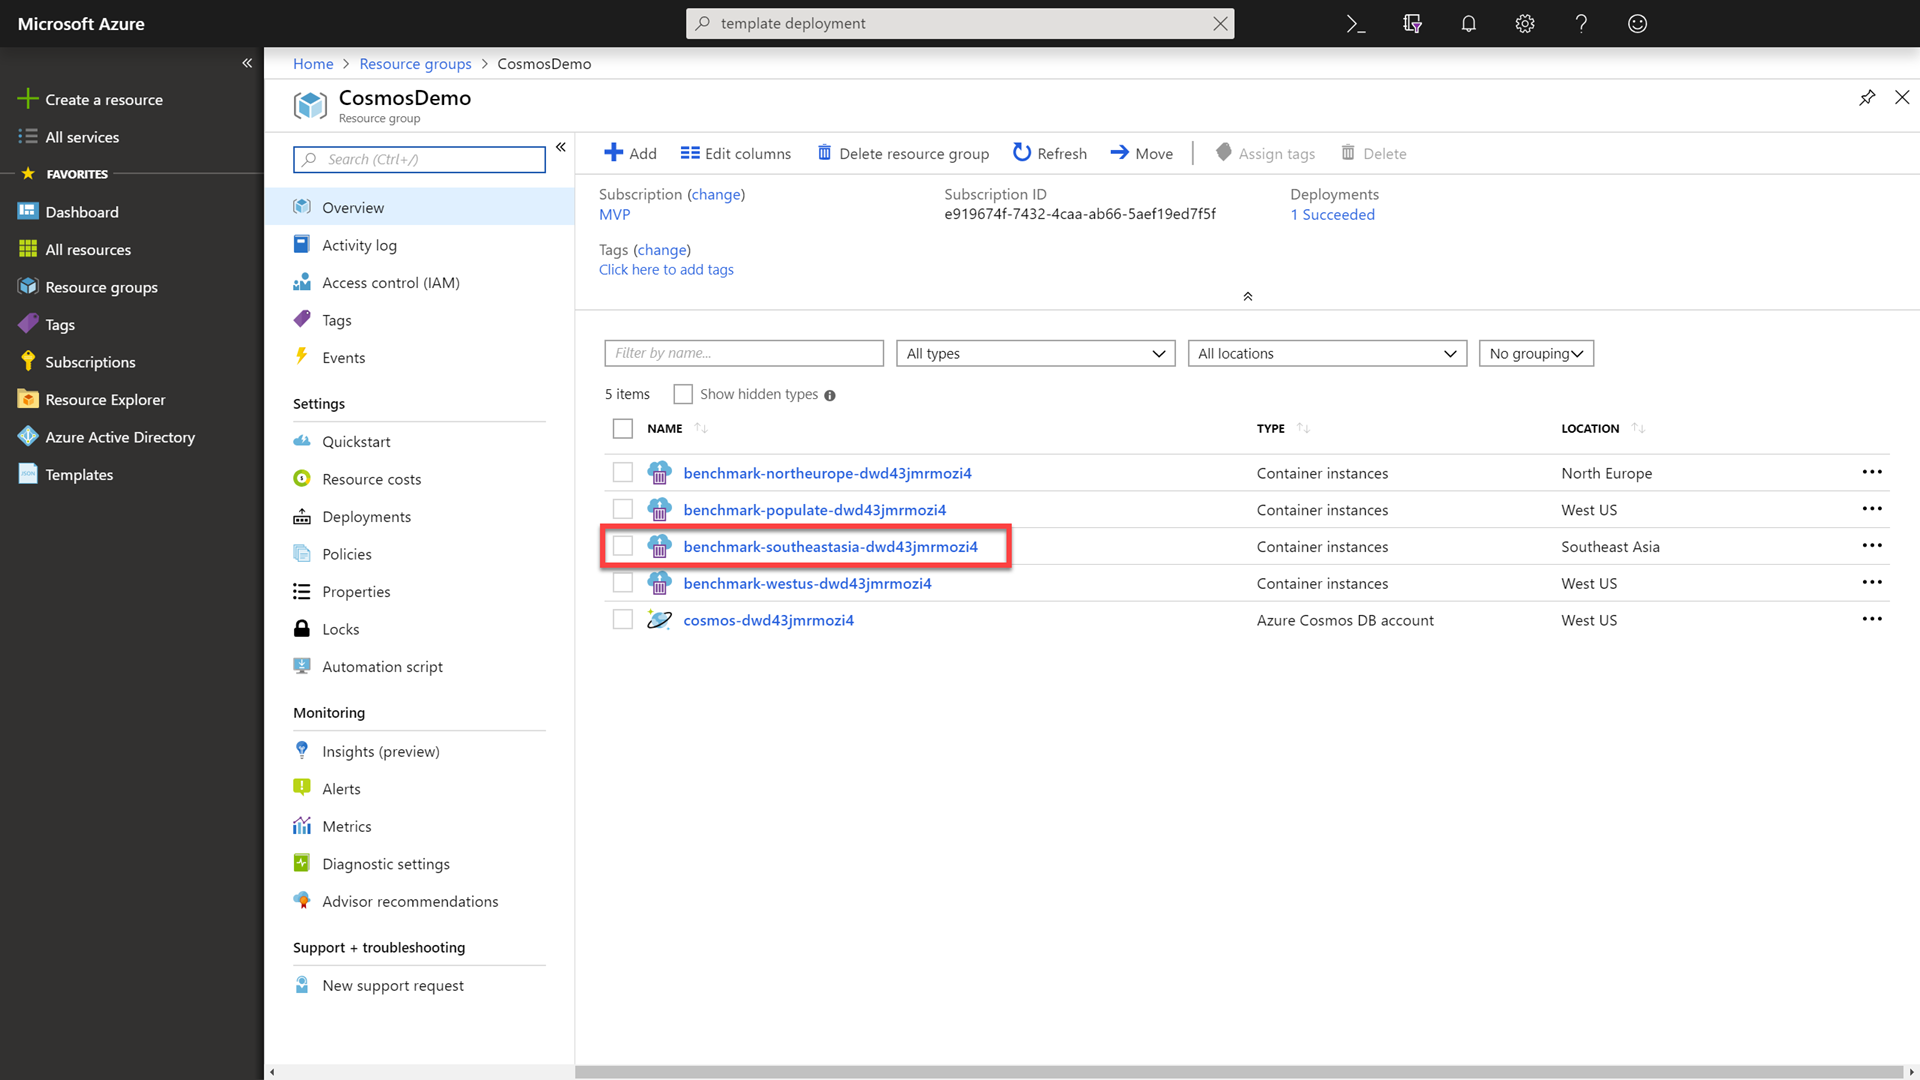 Microsoft Azure
template deployment
Create a resource
All services
FAVORITES
Dashboard
All resources
Resource groups
Tags
Subscriptions
Resource Explorer
Azure Active Directory
Templates
Home > Resource groups > CosmosDemo
CosmosDemo
Resource group
Search (Ctrl+/)
Overview
Activity log
Access control (IAM)
Tags
Events
Settings
Quickstart
Resource costs
Deployments
Policies
Properties
Locks
Automation script
Monitoring
Insights (preview)
Alerts
Metrics
Diagnostic settings
Advisor recommendations
Support + troubleshooting
New support request
Add Edit columns Delete resource group Refresh Move Assign tags Delete
Subscription (change)
MVP
Subscription ID
e919674f-7432-4caa-ab66-5aef19ed7f5f
Deployments
1 Succeeded
Tags (change)
Click here to add tags
Filter by name... All types All locations No grouping
5 items Show hidden types
NAME TYPE LOCATION
benchmark-northeurope-dwd43jmrmozi4 Container instances North Europe
benchmark-populate-dwd43jmrmozi4 Container instances West US
benchmark-southeastasia-dwd43jmrmozi4 Container instances Southeast Asia
benchmark-westus-dwd43jmrmozi4 Container instances West US
cosmos-dwd43jmrmozi4 Azure Cosmos DB account West US